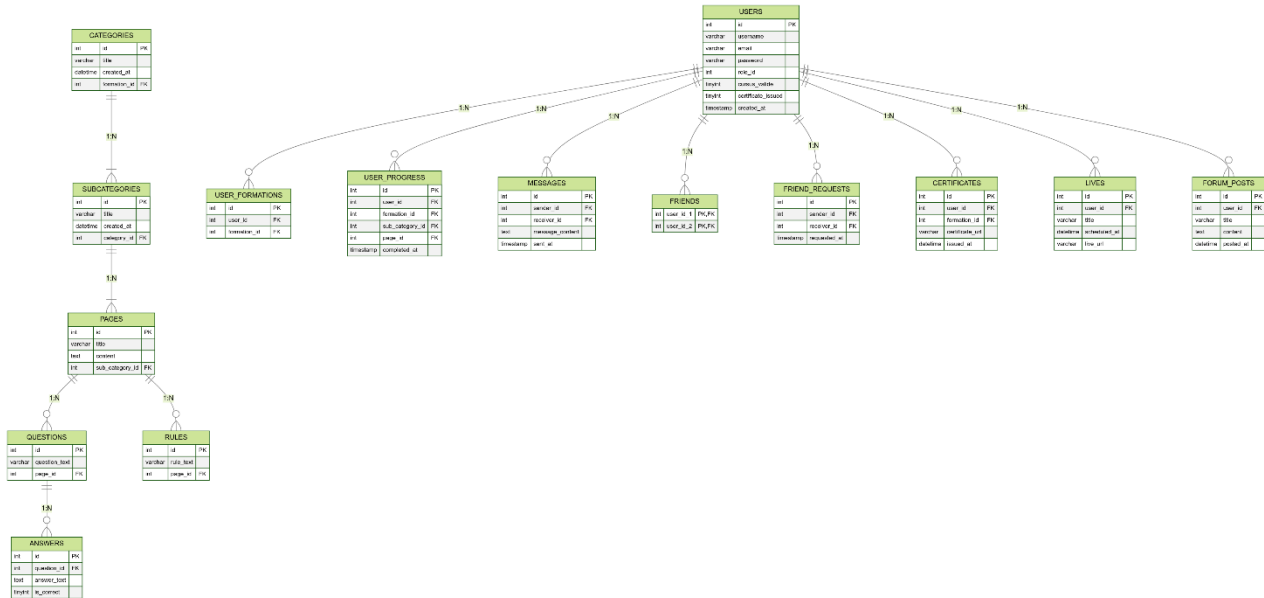 CATEGORIES
int id PK
varchar title
datetime created_at
int formation_id FK
1:N
SUBCATEGORIES
int id PK
varchar title
datetime created_at
int category_id FK
1:N
PAGES
int id PK
varchar title
text content
int sub_category_id FK
1:N
1:N
QUESTIONS
int id PK
varchar question_text
int page_id FK
RULES
int id PK
varchar rule_text
int page_id FK
1:N
ANSWERS
int id PK
int question_id FK
text answer_text
tinyint is_correct
USERS
int id PK
varchar username
varchar email
varchar password
int role_id
tinyint cursus_valide
tinyint certificate_issued
timestamp created_at
1:N
1:N
1:N
1:N
1:N
1:N
1:N
1:N
USER_FORMATIONS
int id PK
int user_id FK
int formation_id FK
USER_PROGRESS
int id PK
int user_id FK
int formation_id FK
int sub_category_id FK
int page_id FK
timestamp completed_at
MESSAGES
int id PK
int sender_id FK
int receiver_id FK
text message_content
timestamp sent_at
FRIENDS
int user_id_1 PK,FK
int user_id_2 PK,FK
FRIEND_REQUESTS
int id PK
int sender_id FK
int receiver_id FK
timestamp requested_at
CERTIFICATES
int id PK
int user_id FK
int formation_id FK
varchar certificate_url
datetime issued_at
LIVES
int id PK
int user_id FK
varchar title
datetime scheduled_at
varchar live_url
FORUM_POSTS
int id PK
int user_id FK
varchar title
text content
datetime posted_at